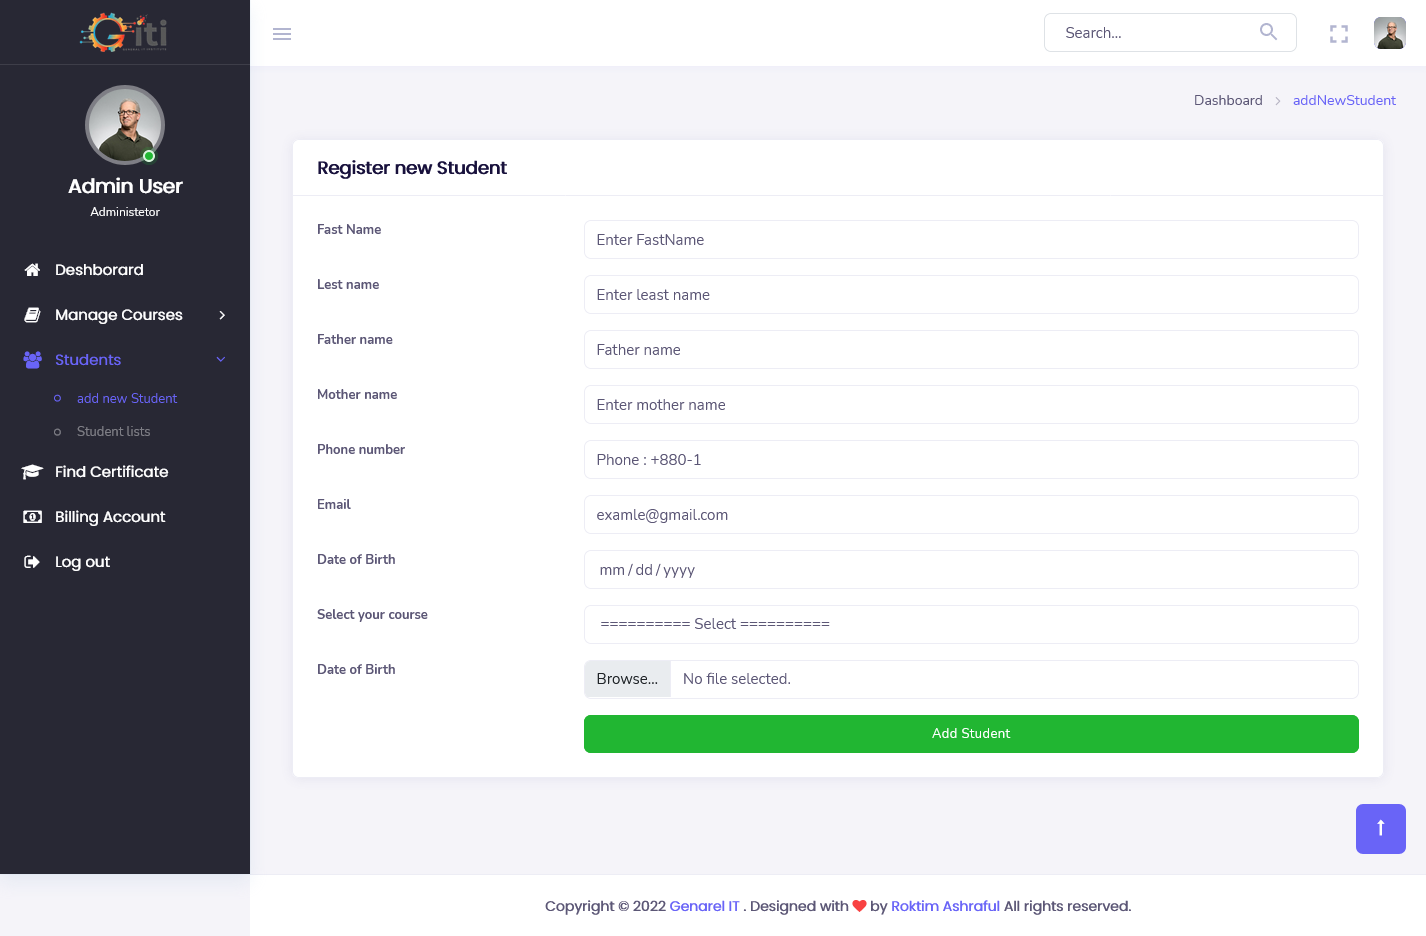 Giti
Search...
Dashboard > addNewStudent
Admin User
Administetor
Deshborard
Manage Courses
Students
add new Student
Student lists
Find Certificate
Billing Account
Log out
Register new Student
Fast Name
Enter FastName
Lest name
Enter least name
Father name
Father name
Mother name
Enter mother name
Phone number
Phone : +880-1
Email
examle@gmail.com
Date of Birth
mm / dd / yyyy
Select your course
========== Select ==========
Date of Birth
Browse... No file selected.
Add Student
Copyright © 2022 Genarel IT . Designed with ❤ by Roktim Ashraful All rights reserved.